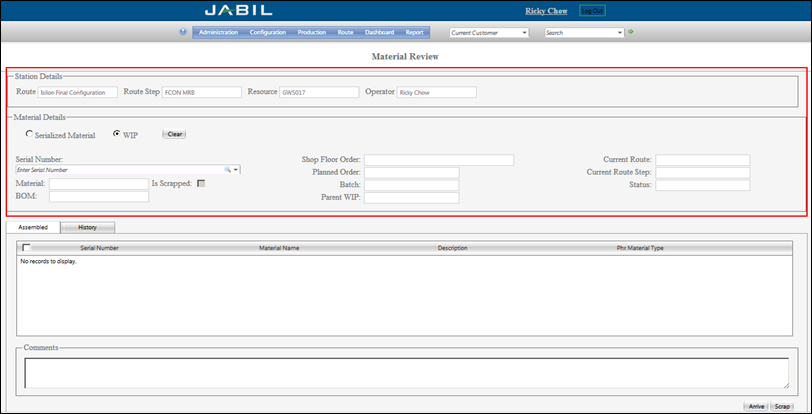 JABIL Ricky Chow Log Out
Administration Configuration Production Route Dashboard Report Current Customer Search
Material Review
Station Details
Route Isilon Final Configuration Route Step FCON MRB Resource GWS017 Operator Ricky Chow
Material Details
Serialized Material WIP Clear
Serial Number: Shop Floor Order: Current Route:
Enter Serial Number Planned Order: Current Route Step:
Material: Is Scrapped: Batch: Status:
BOM: Parent WIP:
Assembled History
Serial Number Material Name Description Phx Material Type
No records to display.
Comments
Arrive Scrap